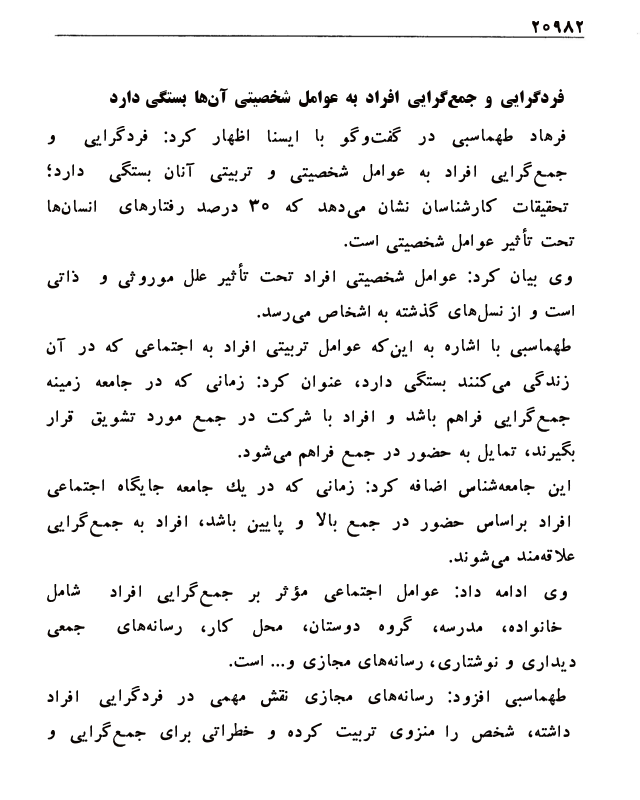 ۲۰۹۸۲
فردگرایی و جمع‌گرایی افراد به عوامل شخصیتی آن‌ها بستگی دارد
فرهاد طهماسبی در گفت‌وگو با ایسنا اظهار کرد: فردگرایی و
جمع‌گرایی افراد به عوامل شخصیتی و تربیتی آنان بستگی دارد؛
تحقیقات کارشناسان نشان می‌دهد که ۳۰ درصد رفتارهای انسان‌ها
تحت تأثیر عوامل شخصیتی است.
وی بیان کرد: عوامل شخصیتی افراد تحت تأثیر علل موروثی و ذاتی
است و از نسل‌های گذشته به اشخاص می‌رسد.
طهماسبی با اشاره به این‌که عوامل تربیتی افراد به اجتماعی که در آن
زندگی می‌کنند بستگی دارد، عنوان کرد: زمانی که در جامعه زمینه
جمع‌گرایی فراهم باشد و افراد با شرکت در جمع مورد تشویق قرار
بگیرند، تمایل به حضور در جمع فراهم می‌شود.
این جامعه‌شناس اضافه کرد: زمانی که در یك جامعه جایگاه اجتماعی
افراد براساس حضور در جمع بالا و پایین باشد، افراد به جمع‌گرایی
علاقه‌مند می‌شوند.
وی ادامه داد: عوامل اجتماعی مؤثر بر جمع‌گرایی افراد شامل
خانواده، مدرسه، گروه دوستان، محل کار، رسانه‌های جمعی
دیداری و نوشتاری، رسانه‌های مجازی و... است.
طهماسبی افزود: رسانه‌های مجازی نقش مهمی در فردگرایی افراد
داشته، شخص را منزوی تربیت کرده و خطراتی برای جمع‌گرایی و